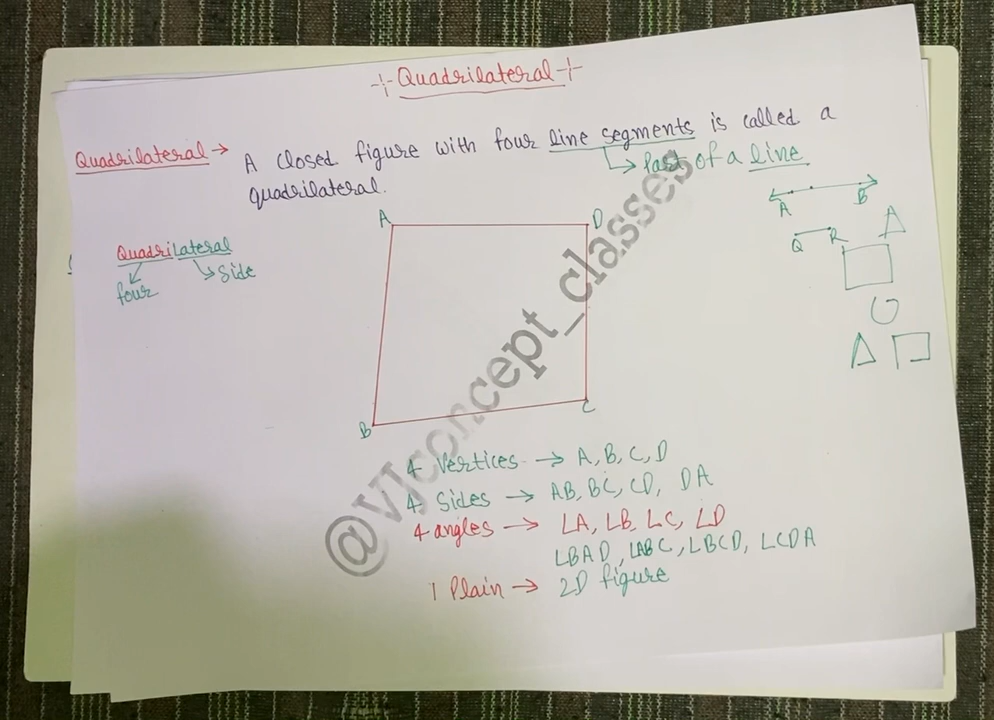 Quadrilateral
Quadrilateral → A closed figure with four line segments is called a
quadrilateral.
Part of a line
A B
Q R
Quadrilateral
four
Side
A D
B C
4 Vertices → A, B, C, D
4 Sides → AB, BC, CD, DA
4 angles → ∠A, ∠B, ∠C, ∠D
∠BAD, ∠ABC, ∠BCD, ∠CDA
1 Plain → 2D figure
@VJconcept_classes